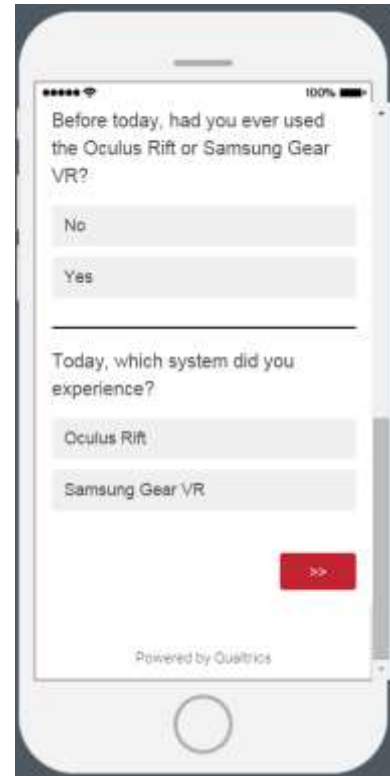 100%
Before today, had you ever used
the Oculus Rift or Samsung Gear
VR?
No
Yes
Today, which system did you
experience?
Oculus Rift
Samsung Gear VR
>>
Powered by Qualtrics